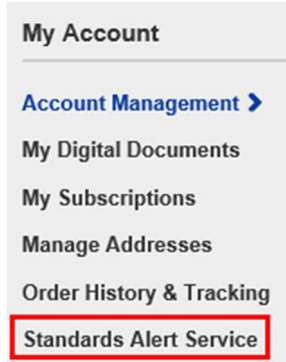 My Account
Account Management >
My Digital Documents
My Subscriptions
Manage Addresses
Order History & Tracking
Standards Alert Service